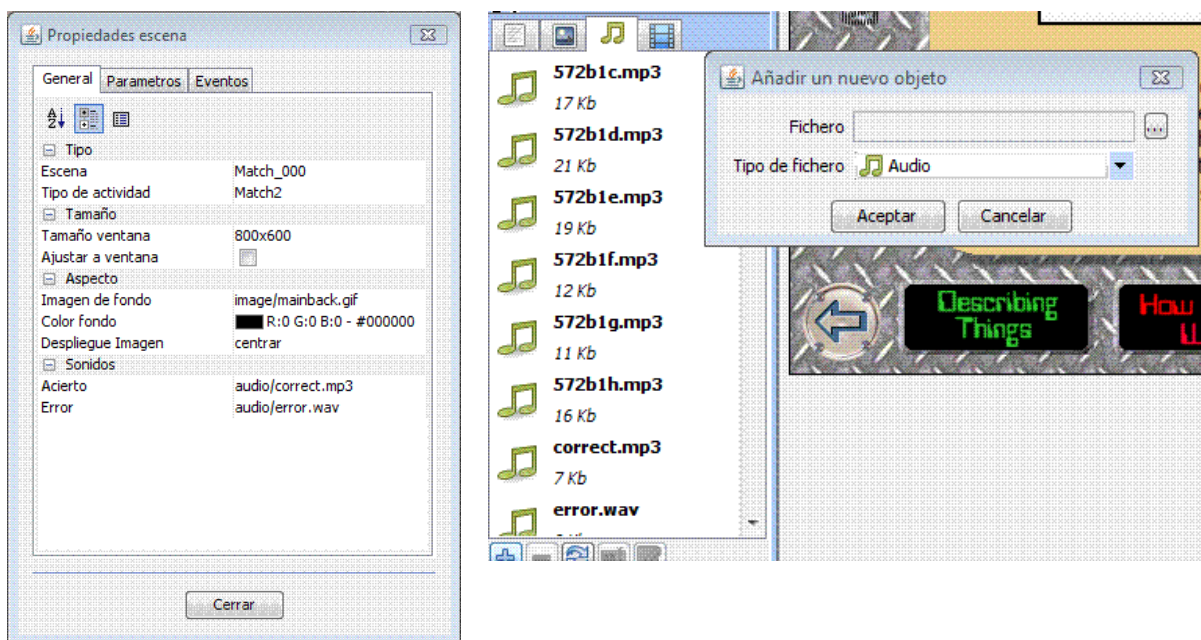 Propiedades escena
General Parametros Eventos
Tipo
Escena Match_000
Tipo de actividad Match2
Tamaño
Tamaño ventana 800x600
Ajustar a ventana
Aspecto
Imagen de fondo image/mainback.gif
Color fondo R:0 G:0 B:0 - #000000
Despliegue Imagen centrar
Sonidos
Acierto audio/correct.mp3
Error audio/error.wav
Cerrar
572b1c.mp3
17 Kb
572b1d.mp3
21 Kb
572b1e.mp3
19 Kb
572b1f.mp3
12 Kb
572b1g.mp3
11 Kb
572b1h.mp3
16 Kb
correct.mp3
7 Kb
error.wav
Añadir un nuevo objeto
Fichero ...
Tipo de fichero Audio
Aceptar Cancelar
Describing
Things
How